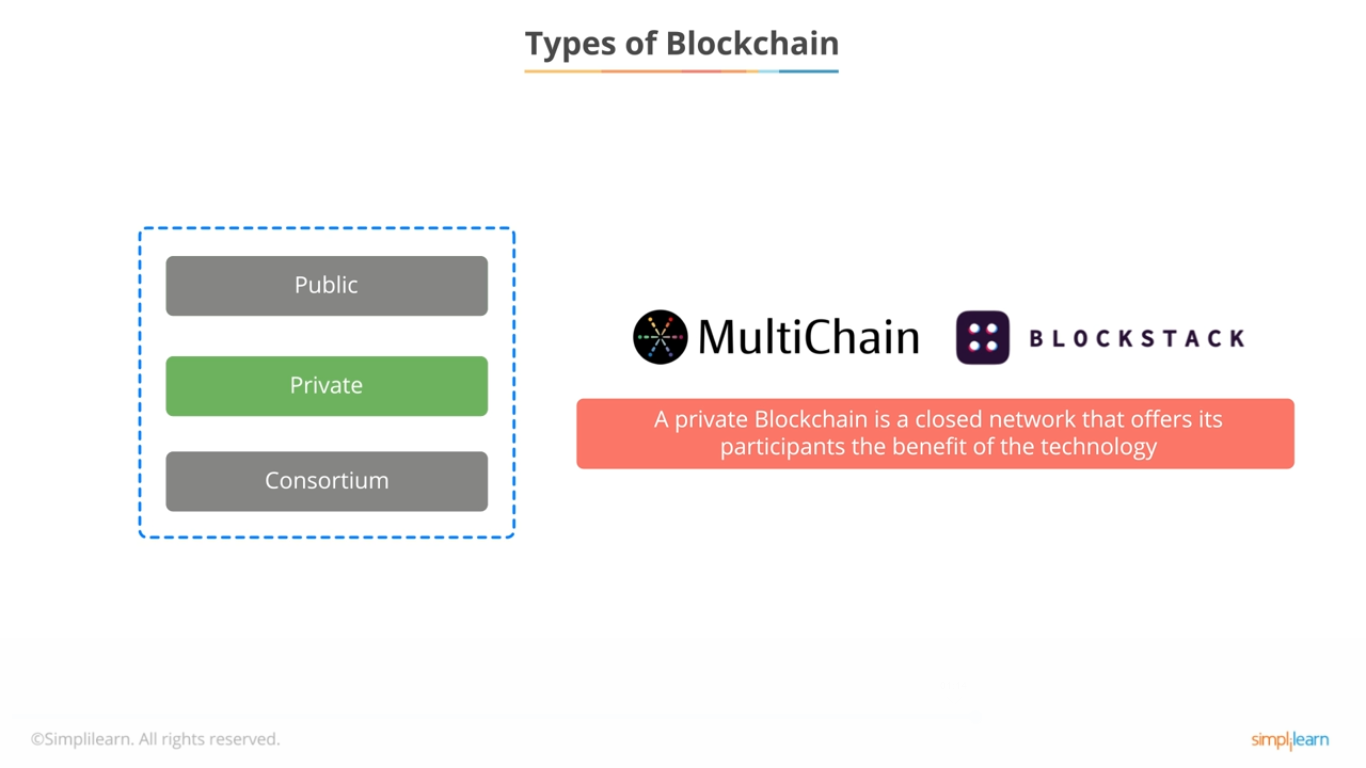 Types of Blockchain
Public
Private
Consortium
MultiChain
BLOCKSTACK
A private Blockchain is a closed network that offers its
participants the benefit of the technology
©Simplilearn. All rights reserved.
simplilearn